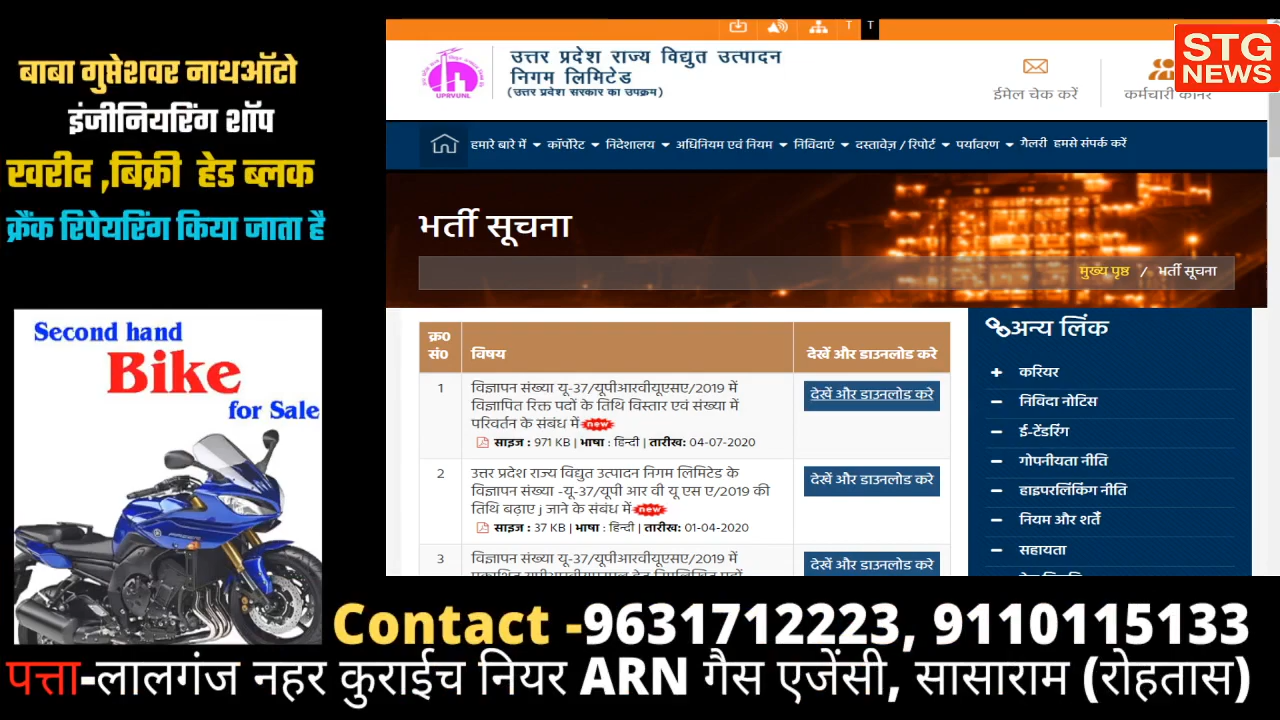 बाबा गुप्तेशवर नाथऑटो
इंजीनियरिंग शॉप
खरीद ,बिक्री हेड ब्लक
क्रैंक रिपेयरिंग किया जाता है
Second hand
Bike
for Sale
T T
STG
NEWS
UPRVUNL
उत्तर प्रदेश राज्य विद्युत उत्पादन
निगम लिमिटेड
(उत्तर प्रदेश सरकार का उपक्रम)
ईमेल चेक करें
कर्मचारी कॉर्नर
हमारे बारे में कॉर्पोरेट निदेशालय अधिनियम एवं नियम निविदाएं दस्तावेज़ / रिपोर्ट पर्यावरण गैलरी हमसे संपर्क करें
भर्ती सूचना
मुख्य पृष्ठ / भर्ती सूचना
क्र0
सं0
विषय
देखें और डाउनलोड करे
1
विज्ञापन संख्या यू-37/यूपीआरवीयूएसए/2019 में
विज्ञापित रिक्त पदों के तिथि विस्तार एवं संख्या में
परिवर्तन के संबंध में new
साइज : 971 KB | भाषा : हिन्दी | तारीख: 04-07-2020
देखें और डाउनलोड करे
2
उत्तर प्रदेश राज्य विद्युत उत्पादन निगम लिमिटेड के
विज्ञापन संख्या -यू-37/यूपी आर वी यू एस ए/2019 की
तिथि बढ़ाए j जाने के संबंध में new
साइज : 37 KB | भाषा : हिन्दी | तारीख: 01-04-2020
देखें और डाउनलोड करे
3
विज्ञापन संख्या यू-37/यूपीआरवीयूएसए/2019 में
देखें और डाउनलोड करे
अन्य लिंक
करियर
निविदा नोटिस
ई-टेंडरिंग
गोपनीयता नीति
हाइपरलिंकिंग नीति
नियम और शर्तें
सहायता
Contact -9631712223, 9110115133
पत्ता-लालगंज नहर कुराईच नियर ARN गैस एजेंसी, सासाराम (रोहतास)